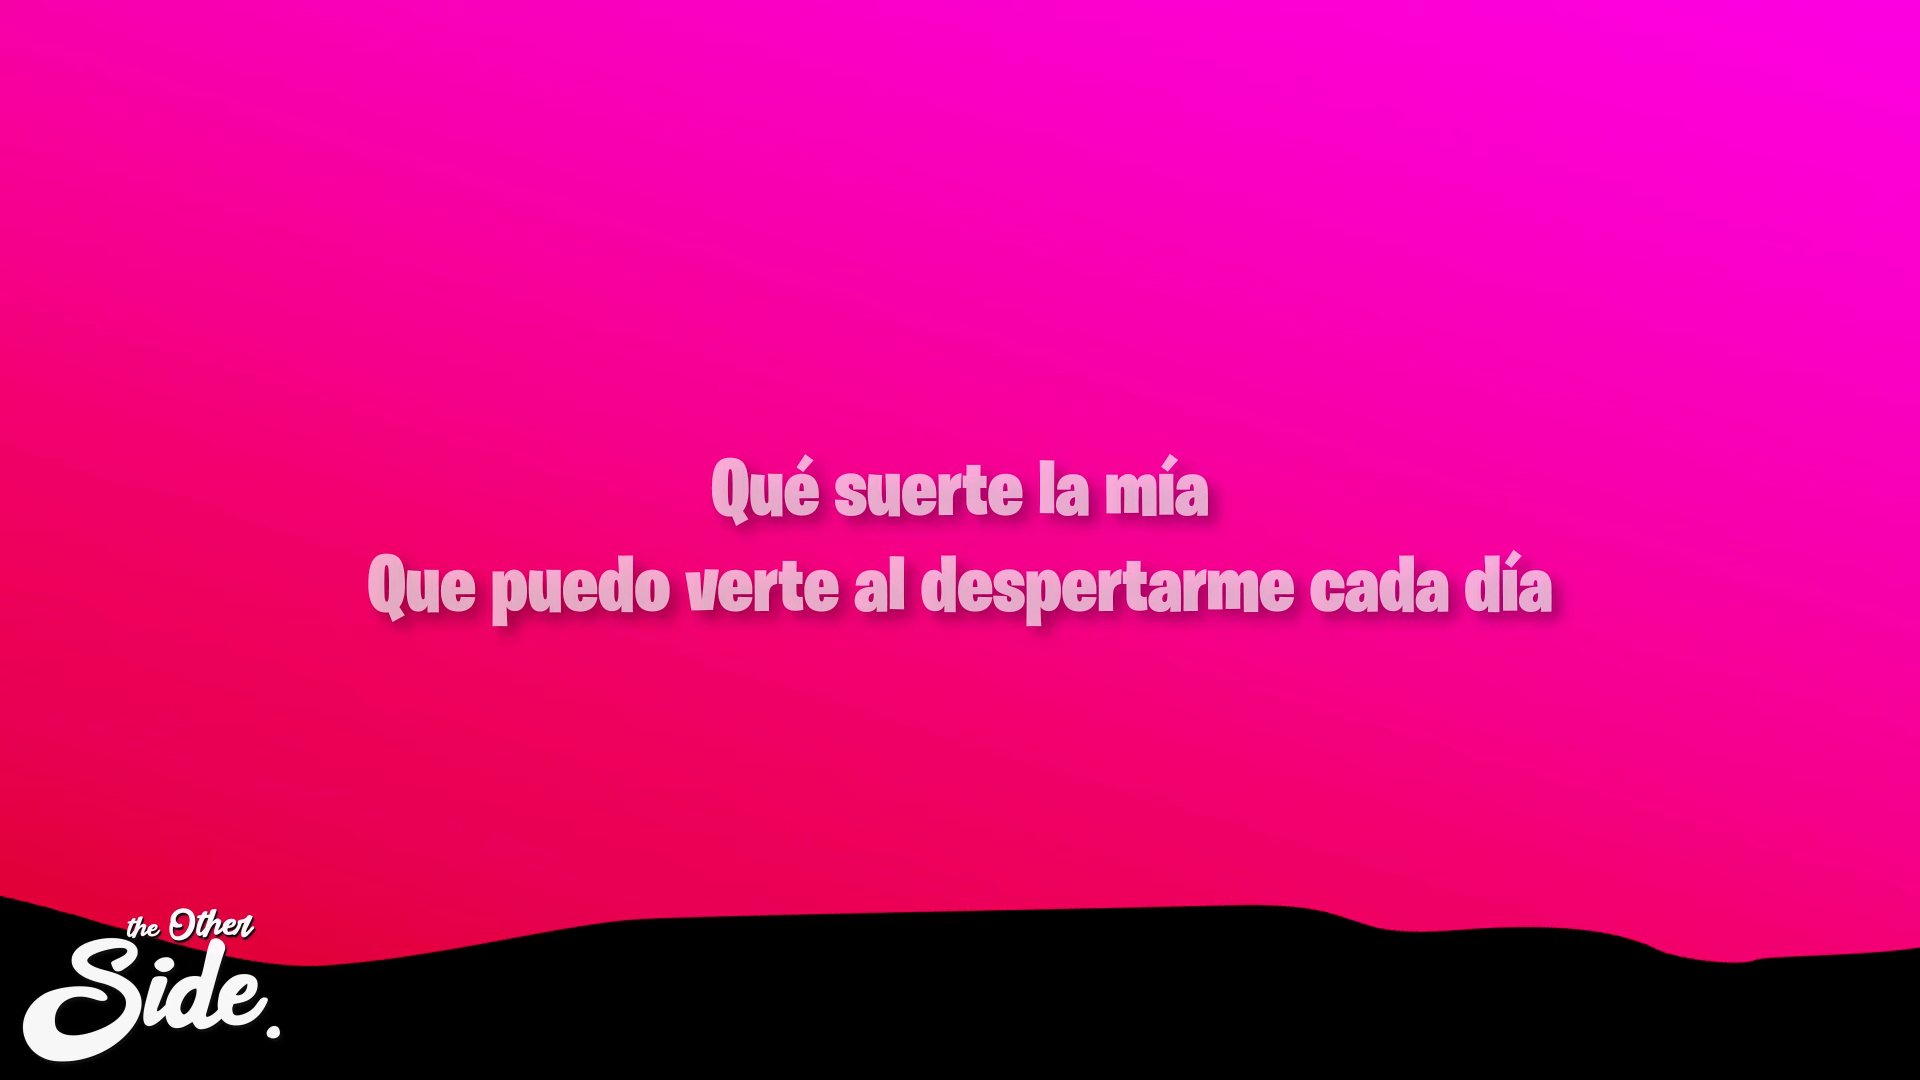 Qué suerte la mía
Que puedo verte al despertarme cada día
the Other
Side.